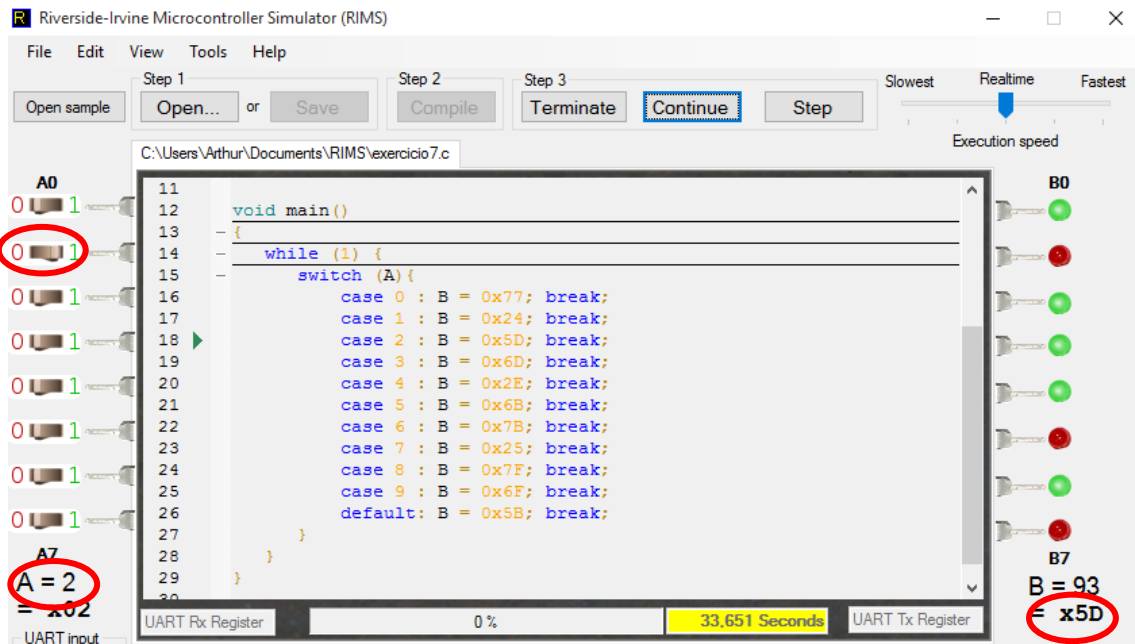 R Riverside-Irvine Microcontroller Simulator (RIMS)
File Edit View Tools Help
Step 1 Step 2 Step 3 Slowest Realtime Fastest
Open sample Open... or Save Compile Terminate Continue Step
Execution speed
C:\Users\Arthur\Documents\RIMS\exercicio7.c
A0 B0
11
0 1 12 void main()
13 {
0 1 14 while (1) {
15 switch (A){
0 1 16 case 0 : B = 0x77; break;
17 case 1 : B = 0x24; break;
0 1 18 case 2 : B = 0x5D; break;
19 case 3 : B = 0x6D; break;
0 1 20 case 4 : B = 0x2E; break;
21 case 5 : B = 0x6B; break;
0 1 22 case 6 : B = 0x7B; break;
23 case 7 : B = 0x25; break;
0 1 24 case 8 : B = 0x7F; break;
25 case 9 : B = 0x6F; break;
0 1 26 default: B = 0x5B; break;
27 }
A7 28 } B7
A = 2 29 } B = 93
= x02 30 = x5D
UART Rx Register 0 % 33,651 Seconds UART Tx Register
UART input